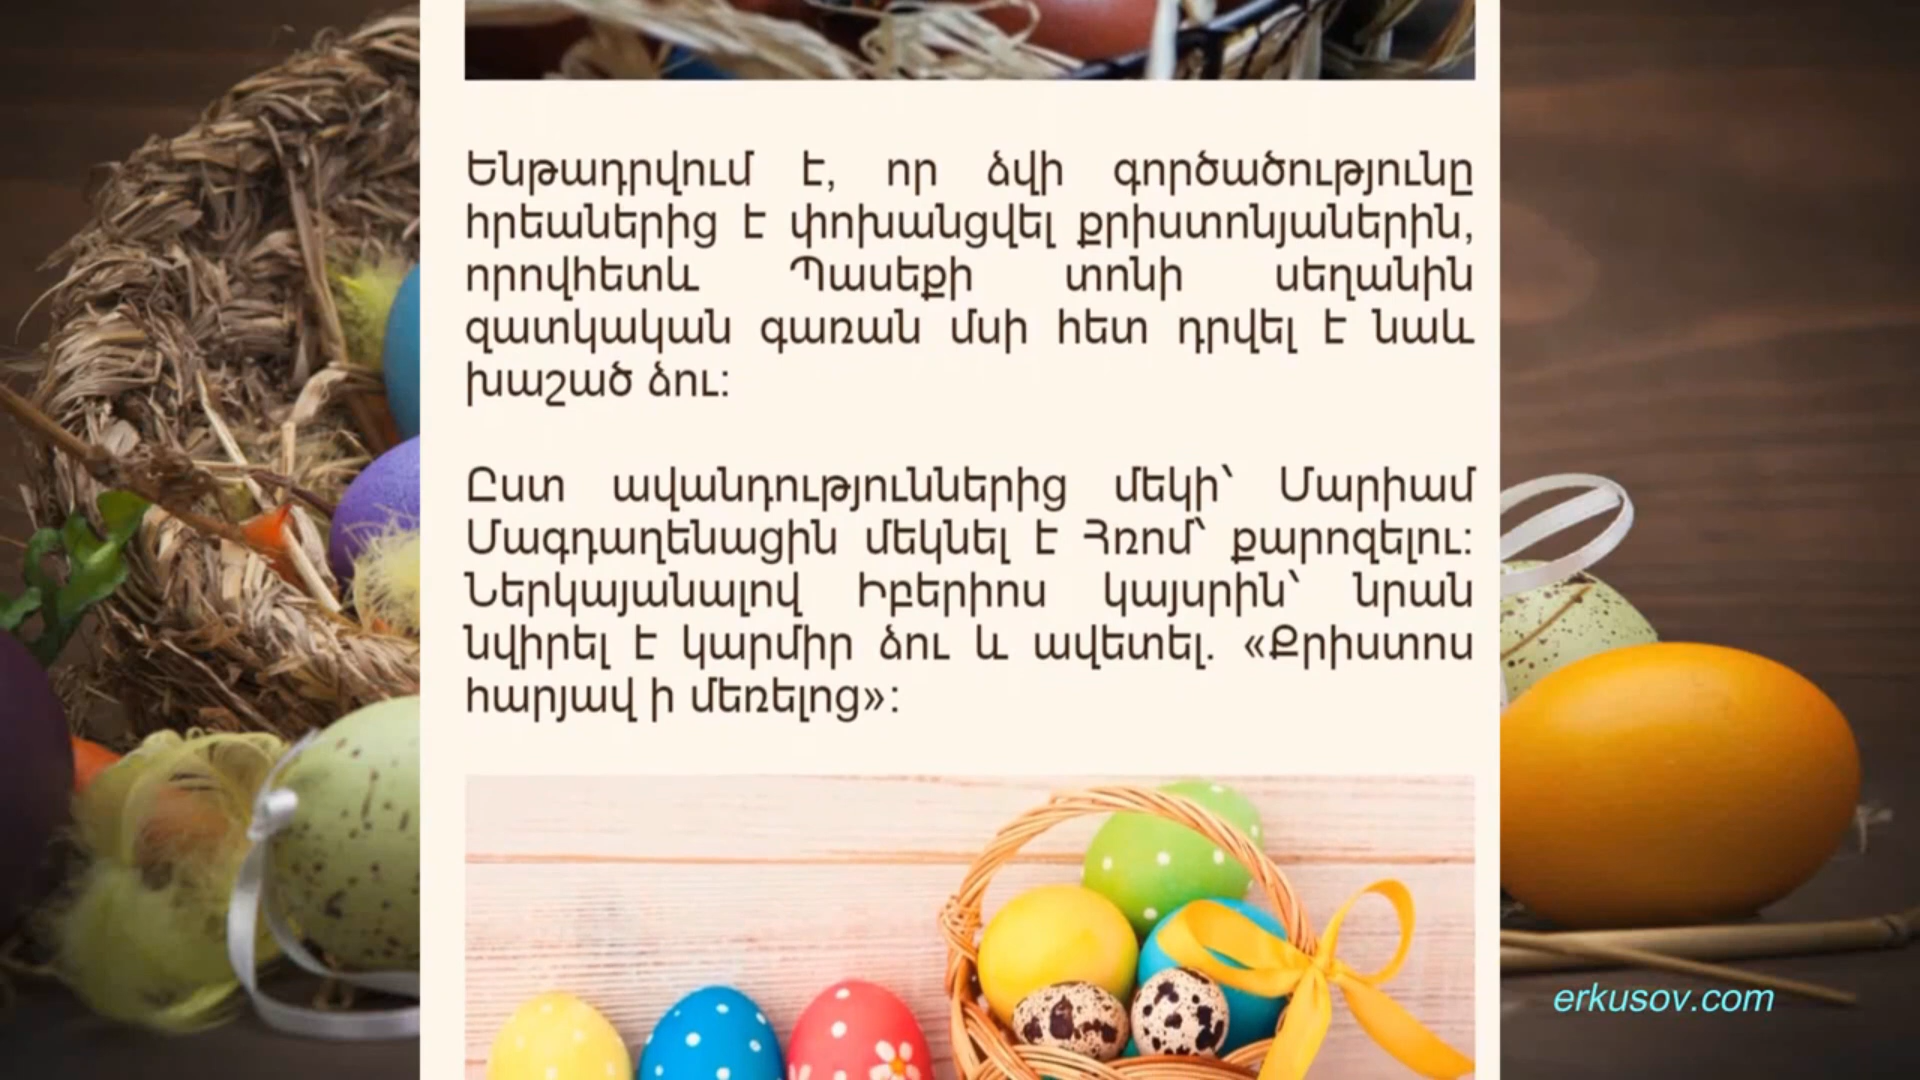 Ենթադրվում է, որ ձվի գործածությունը
հրեաներից է փոխանցվել քրիստոնյաներին,
որովհետև Պասեքի տոնի սեղանին
զատկական գառան մսի հետ դրվել է նաև
խաշած ձու:
Ըստ ավանդություններից մեկի՝ Մարիամ
Մագդաղենացին մեկնել է Հռոմ՝ քարոզելու:
Ներկայանալով Իբերիոս կայսրին՝ նրան
նվիրել է կարմիր ձու և ավետել. «Քրիստոս
հարյավ ի մեռելոց»:
erkusov.com